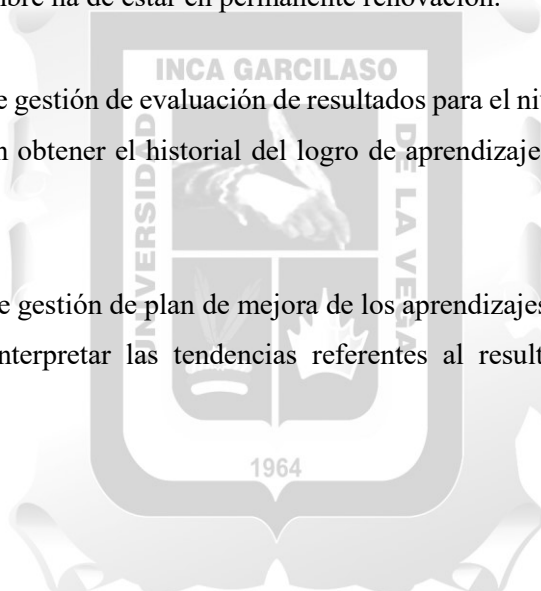 bre ha de estar en permanente renovación.
INCA GARCILASO
e gestión de evaluación de resultados para el ni
n obtener el historial del logro de aprendizaje
UNIVERSIDAD
DE LA VEGA
e gestión de plan de mejora de los aprendizajes
nterpretar las tendencias referentes al result
1964